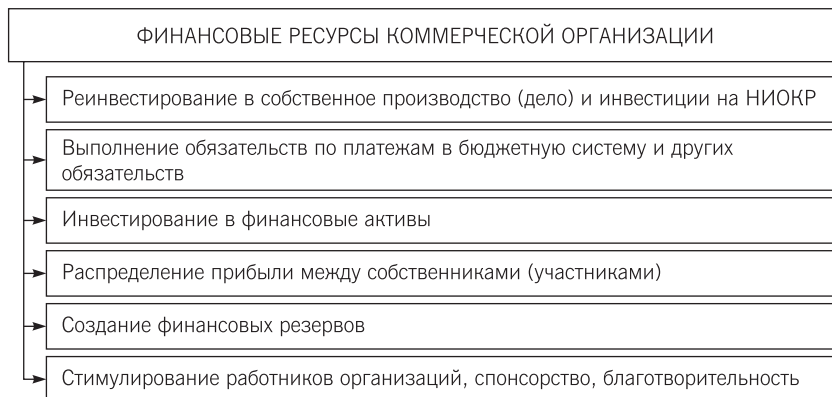 ФИНАНСОВЫЕ РЕСУРСЫ КОММЕРЧЕСКОЙ ОРГАНИЗАЦИИ
Реинвестирование в собственное производство (дело) и инвестиции на НИОКР
Выполнение обязательств по платежам в бюджетную систему и других
обязательств
Инвестирование в финансовые активы
Распределение прибыли между собственниками (участниками)
Создание финансовых резервов
Стимулирование работников организаций, спонсорство, благотворительность